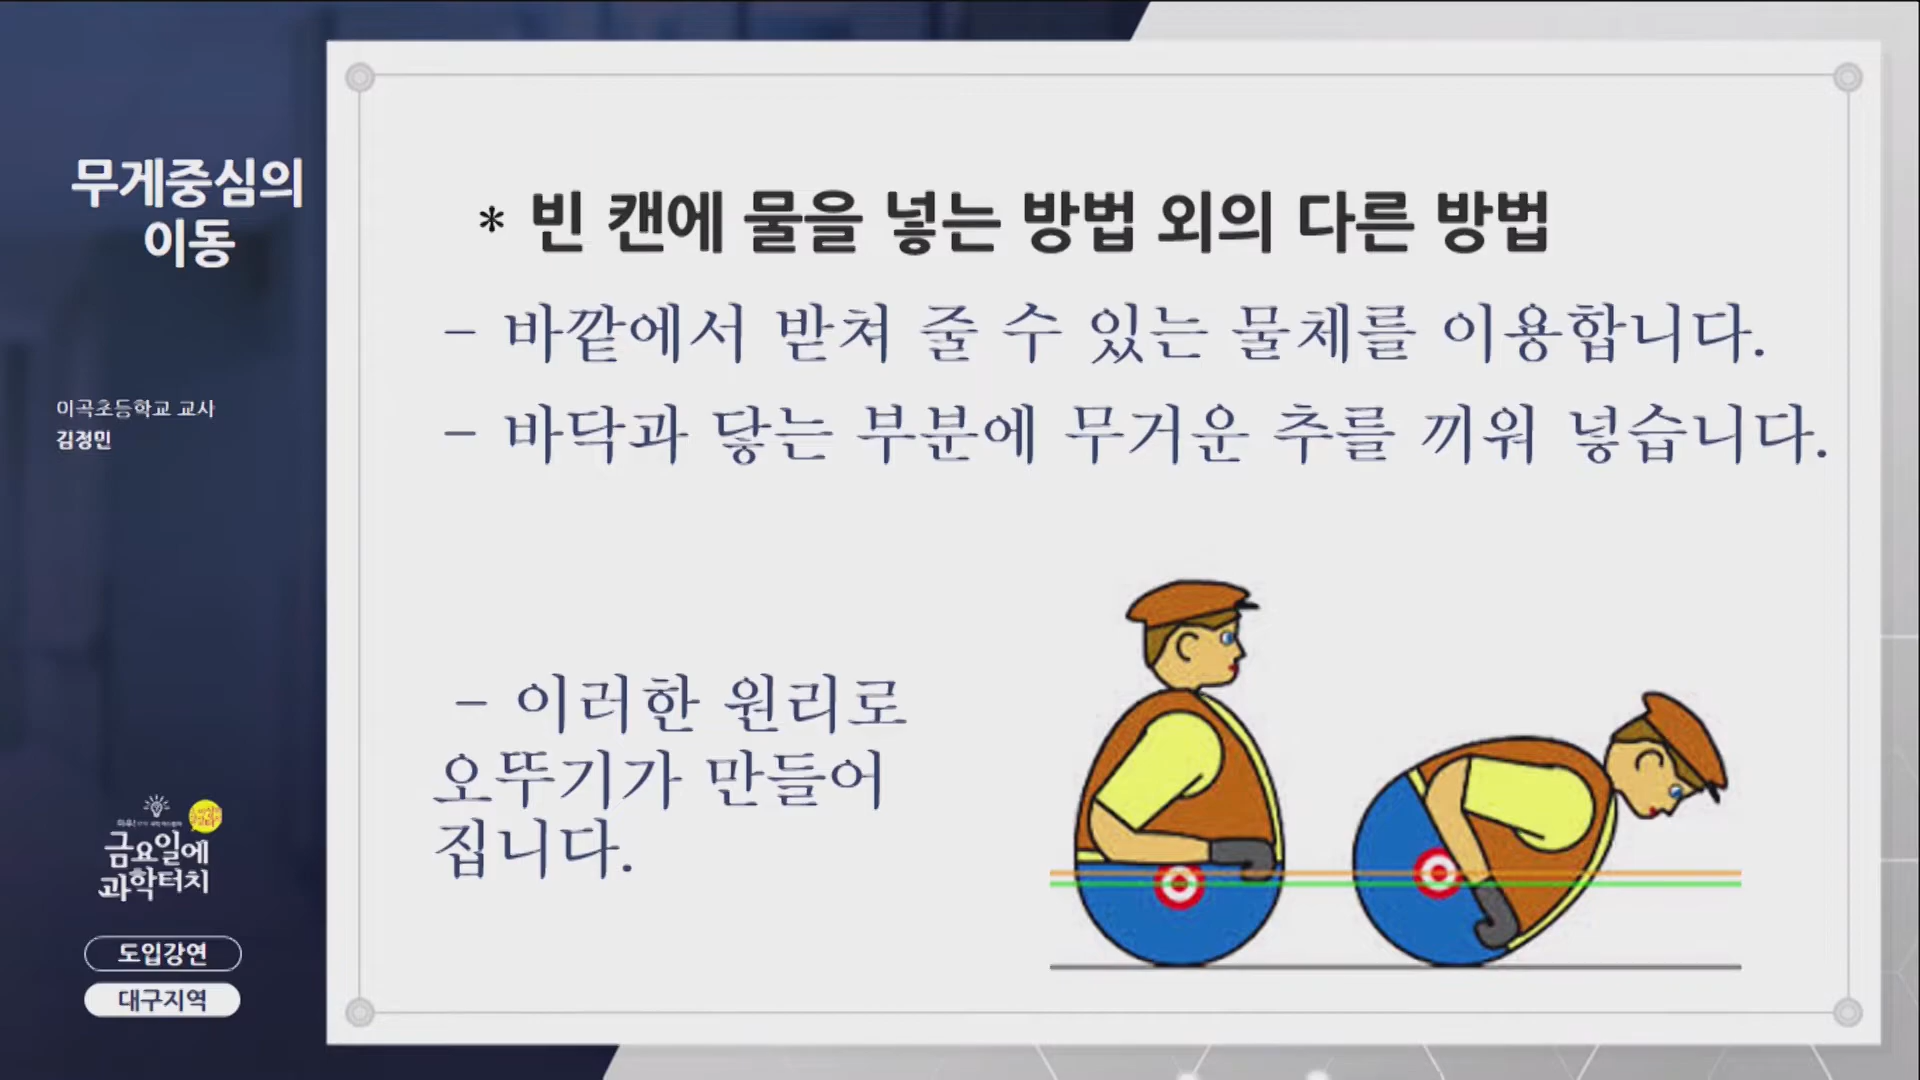 무게중심의
이동
이곡초등학교 교사
김정민
금요일에
과학터치
도입강연
대구지역
* 빈 캔에 물을 넣는 방법 외의 다른 방법
- 바깥에서 받쳐 줄 수 있는 물체를 이용합니다.
- 바닥과 닿는 부분에 무거운 추를 끼워 넣습니다.
- 이러한 원리로
오뚜기가 만들어
집니다.